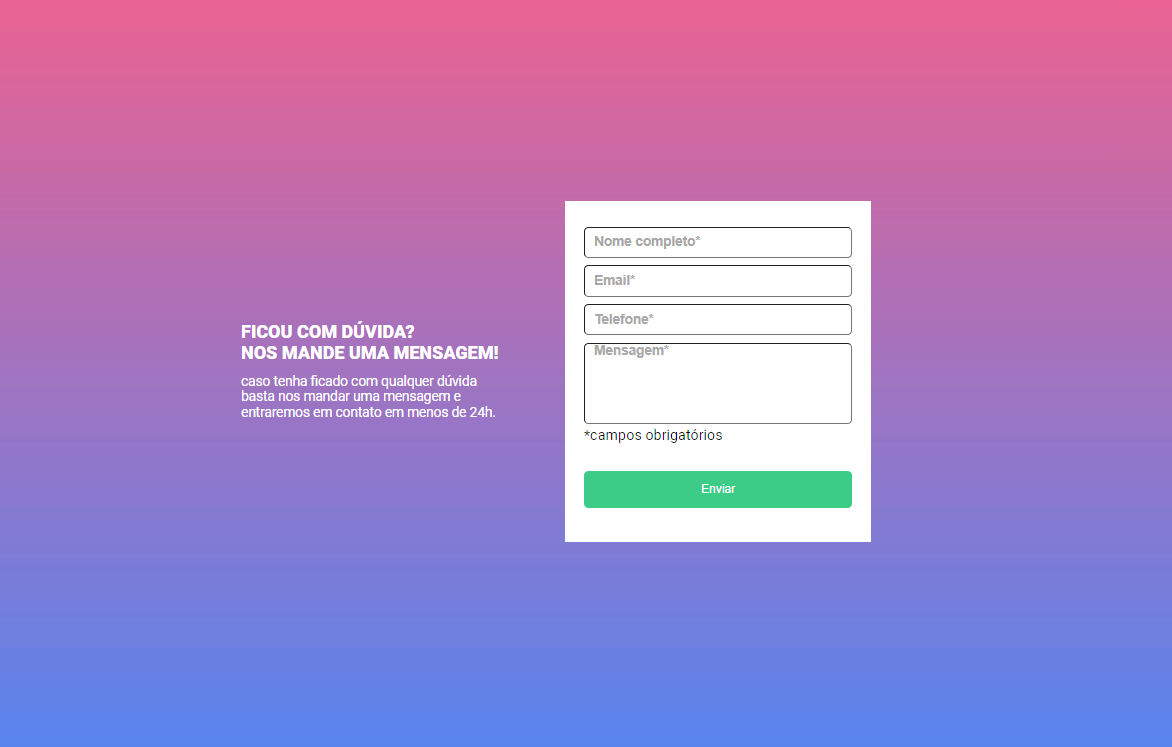 FICOU COM DÚVIDA?
NOS MANDE UMA MENSAGEM!
caso tenha ficado com qualquer dúvida
basta nos mandar uma mensagem e
entraremos em contato em menos de 24h.
Nome completo*
Email*
Telefone*
Mensagem*
*campos obrigatórios
Enviar